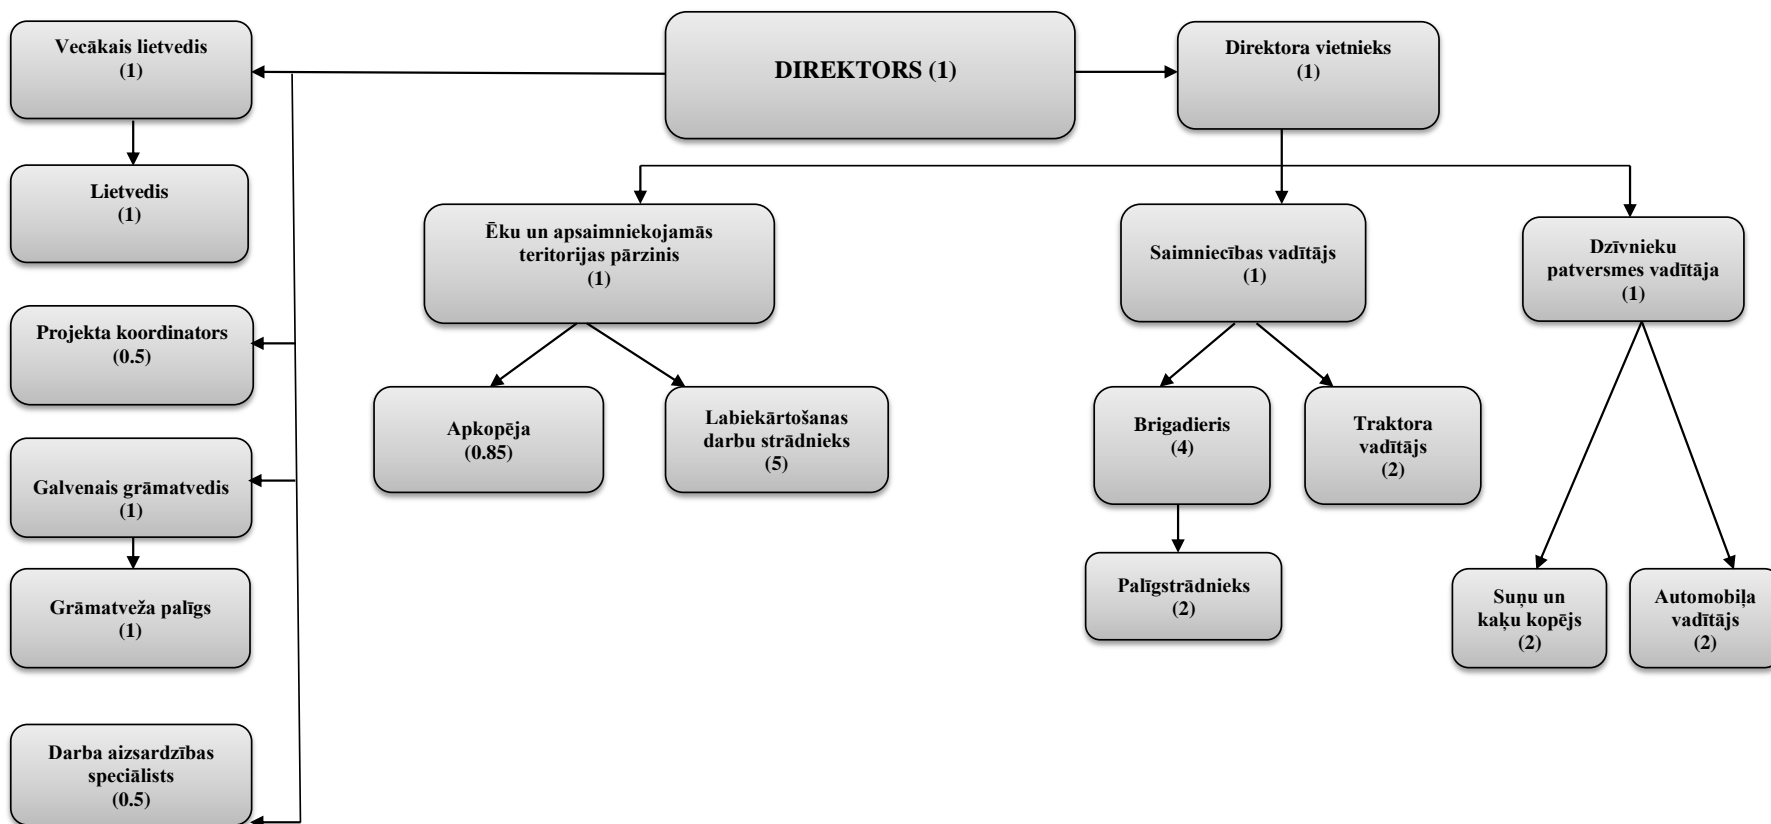 Vecākais lietvedis
(1)
DIREKTORS (1)
Direktora vietnieks
(1)
Lietvedis
(1)
Ēku un apsaimniekojamās
teritorijas pārzinis
(1)
Saimniecības vadītājs
(1)
Dzīvnieku
patversmes vadītāja
(1)
Projekta koordinators
(0.5)
Apkopēja
(0.85)
Labiekārtošanas
darbu strādnieks
(5)
Brigadieris
(4)
Traktora
vadītājs
(2)
Galvenais grāmatvedis
(1)
Grāmatveža palīgs
(1)
Palīgstrādnieks
(2)
Suņu un
kaķu kopējs
(2)
Automobiļa
vadītājs
(2)
Darba aizsardzības
speciālists
(0.5)